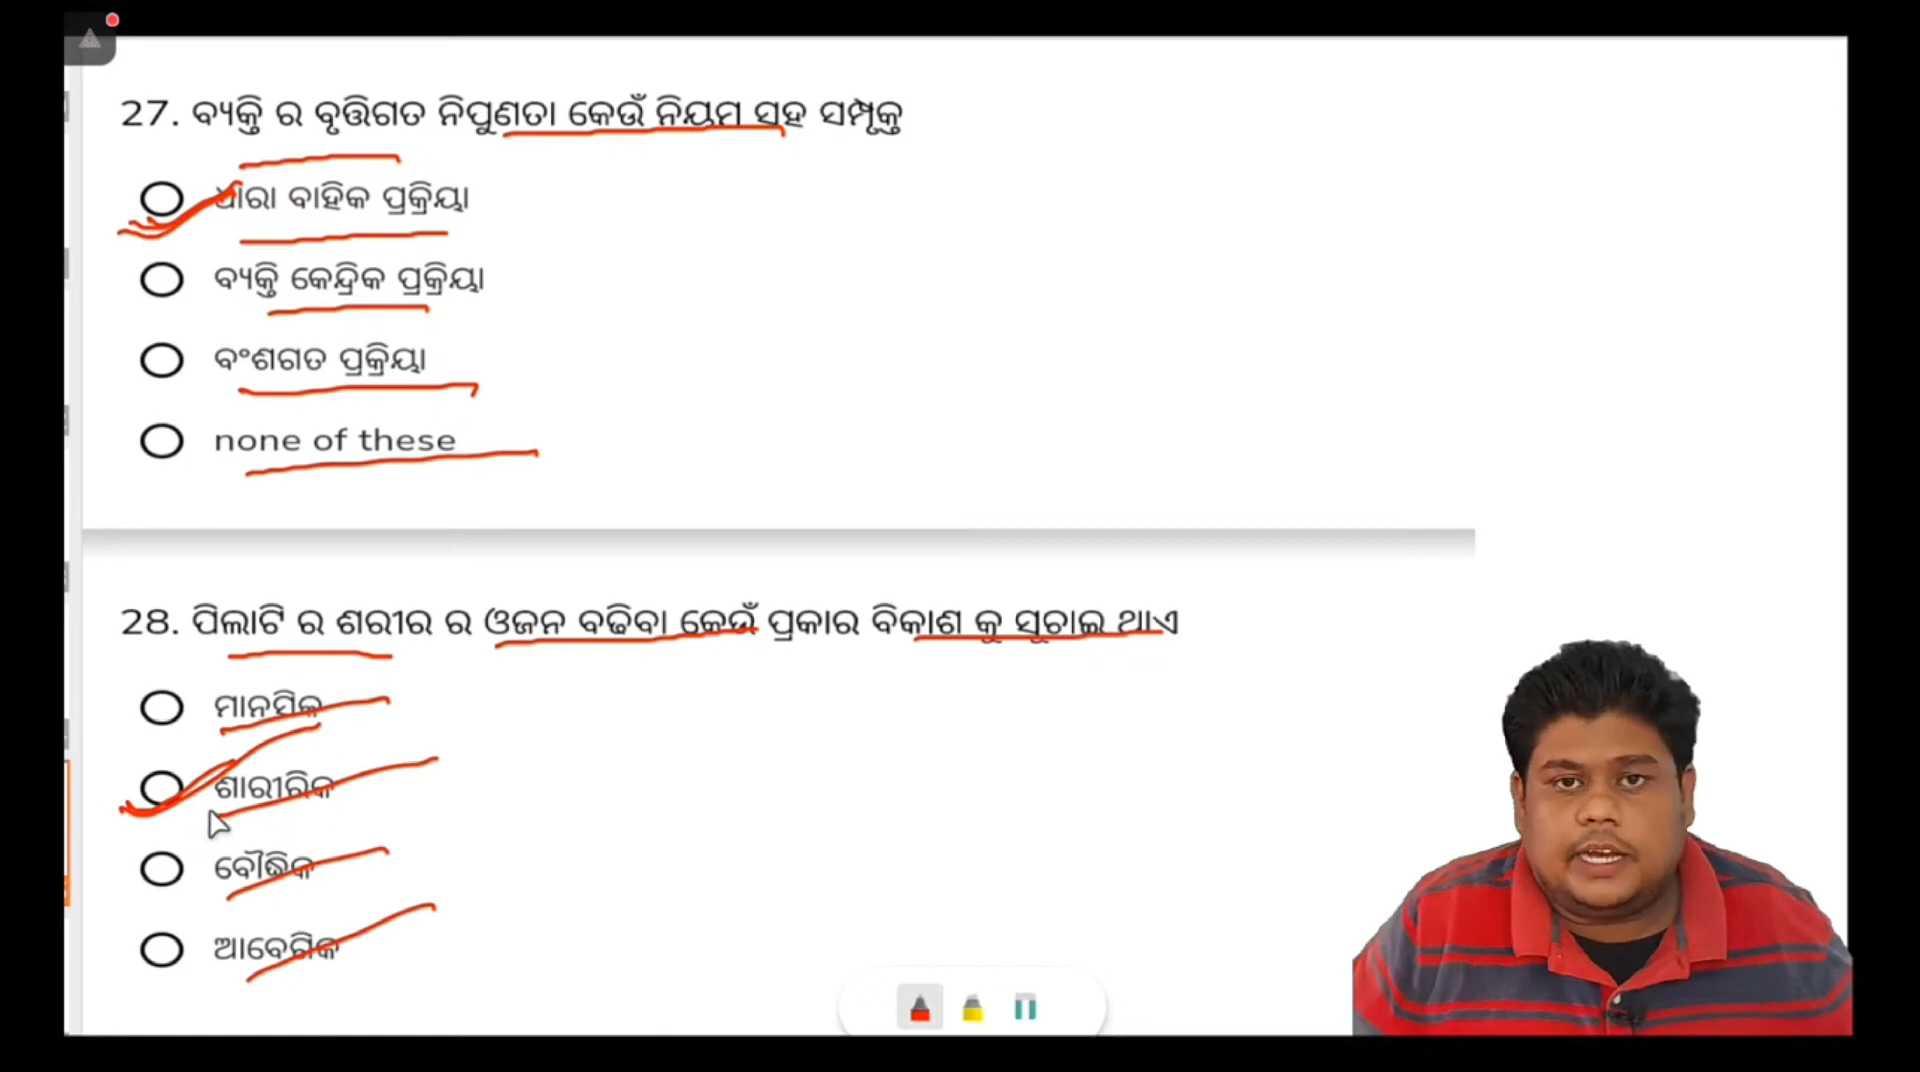 27. ବ୍ୟକ୍ତି ର ବୃତ୍ତିଗତ ନିପୁଣତା କେଉଁ ନିୟମ ସହ ସମ୍ପୃକ୍ତ
ଧାରା ବାହିକ ପ୍ରକ୍ରିୟା
ବ୍ୟକ୍ତି କେନ୍ଦ୍ରିକ ପ୍ରକ୍ରିୟା
ବଂଶଗତ ପ୍ରକ୍ରିୟା
none of these
28. ପିଲାଟି ର ଶରୀର ର ଓଜନ ବଢିବା କେଉଁ ପ୍ରକାର ବିକାଶ କୁ ସୂଚାଇ ଥାଏ
ମାନସିକ
ଶାରୀରିକ
ବୌଦ୍ଧିକ
ଆବେଗିକ